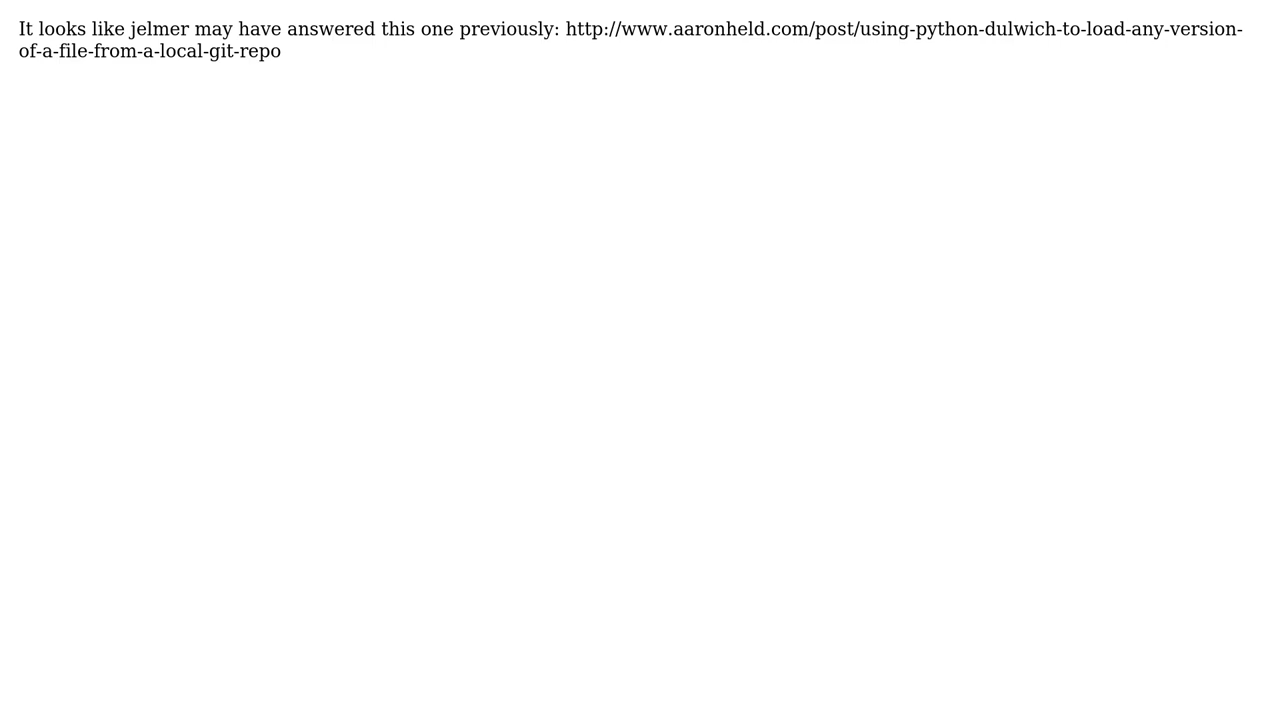 It looks like jelmer may have answered this one previously: http://www.aaronheld.com/post/using-python-dulwich-to-load-any-version-
of-a-file-from-a-local-git-repo